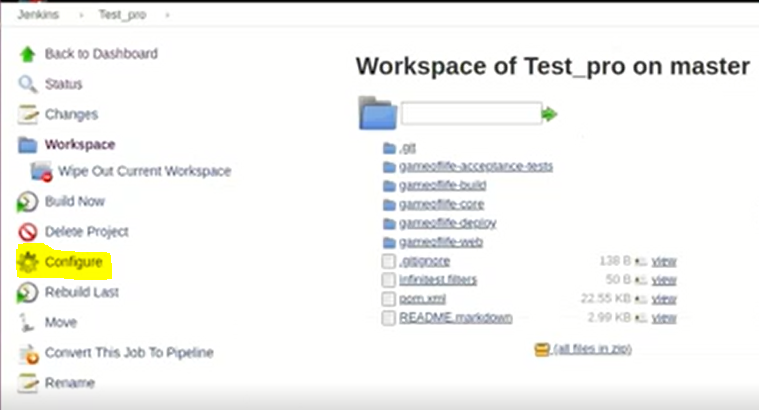 Jenkins › Test_pro ›
Back to Dashboard
Status
Changes
Workspace
Wipe Out Current Workspace
Build Now
Delete Project
Configure
Rebuild Last
Move
Convert This Job To Pipeline
Rename
Workspace of Test_pro on master
.git
gameoflife-acceptance-tests
gameoflife-build
gameoflife-core
gameoflife-deploy
gameoflife-web
.gitignore 138 B view
infinitest.filters 50 B view
pom.xml 22.55 KB view
README.markdown 2.99 KB view
(all files in zip)